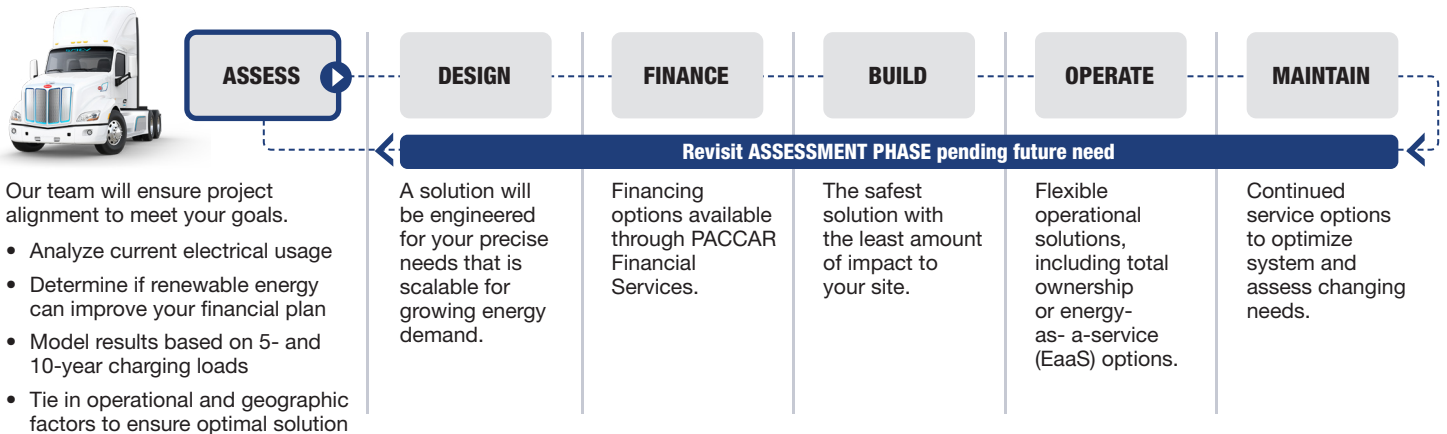 ASSESS
DESIGN
FINANCE
BUILD
OPERATE
MAINTAIN
Revisit ASSESSMENT PHASE pending future need
Our team will ensure project
alignment to meet your goals.
• Analyze current electrical usage
• Determine if renewable energy
can improve your financial plan
• Model results based on 5- and
10-year charging loads
• Tie in operational and geographic
factors to ensure optimal solution
A solution will
be engineered
for your precise
needs that is
scalable for
growing energy
demand.
Financing
options available
through PACCAR
Financial
Services.
The safest
solution with
the least amount
of impact to
your site.
Flexible
operational
solutions,
including total
ownership
or energy-
as- a-service
(EaaS) options.
Continued
service options
to optimize
system and
assess changing
needs.